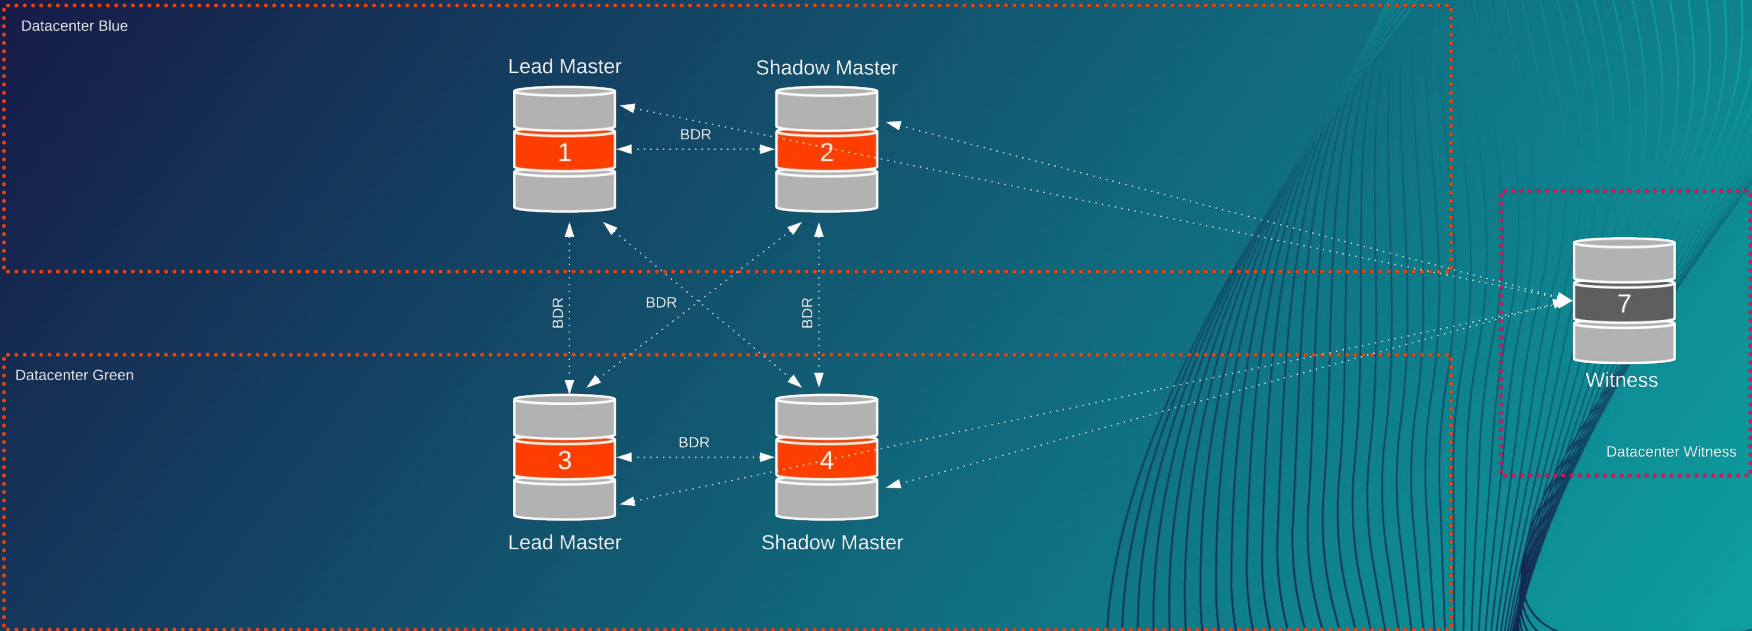 Datacenter Blue
Lead Master
Shadow Master
BDR
1
2
BDR
BDR
BDR
7
Witness
Datacenter Green
BDR
3
4
Datacenter Witness
Lead Master
Shadow Master